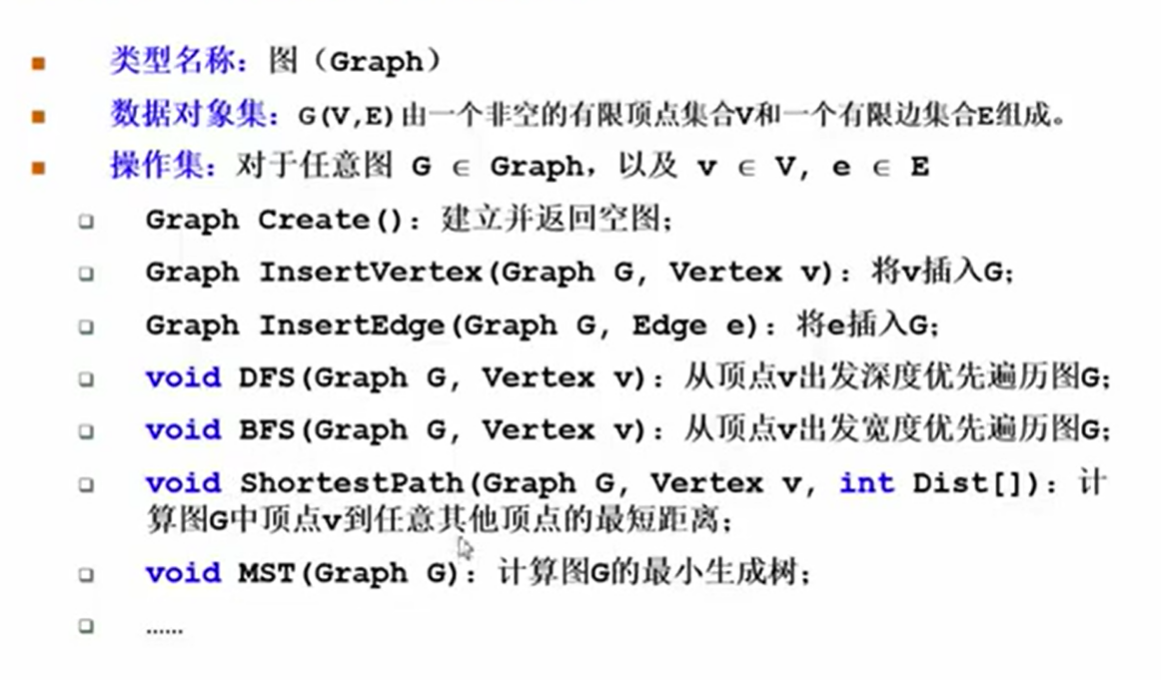 类型名称：图（Graph）
数据对象集：G(V,E)由一个非空的有限顶点集合V和一个有限边集合E组成。
操作集：对于任意图 G ∈ Graph，以及 v ∈ V, e ∈ E
Graph Create()：建立并返回空图；
Graph InsertVertex(Graph G, Vertex v)：将v插入G；
Graph InsertEdge(Graph G, Edge e)：将e插入G；
void DFS(Graph G, Vertex v)：从顶点v出发深度优先遍历图G；
void BFS(Graph G, Vertex v)：从顶点v出发宽度优先遍历图G；
void ShortestPath(Graph G, Vertex v, int Dist[])：计
算图G中顶点v到任意其他顶点的最短距离；
void MST(Graph G)：计算图G的最小生成树；
……